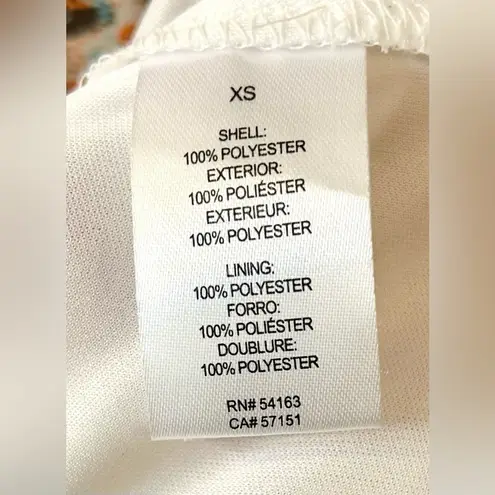 XS
SHELL:
100% POLYESTER
EXTERIOR:
100% POLIÉSTER
EXTERIEUR:
100% POLYESTER
LINING:
100% POLYESTER
FORRO:
100% POLIÉSTER
DOUBLURE:
100% POLYESTER
RN# 54163
CA# 57151